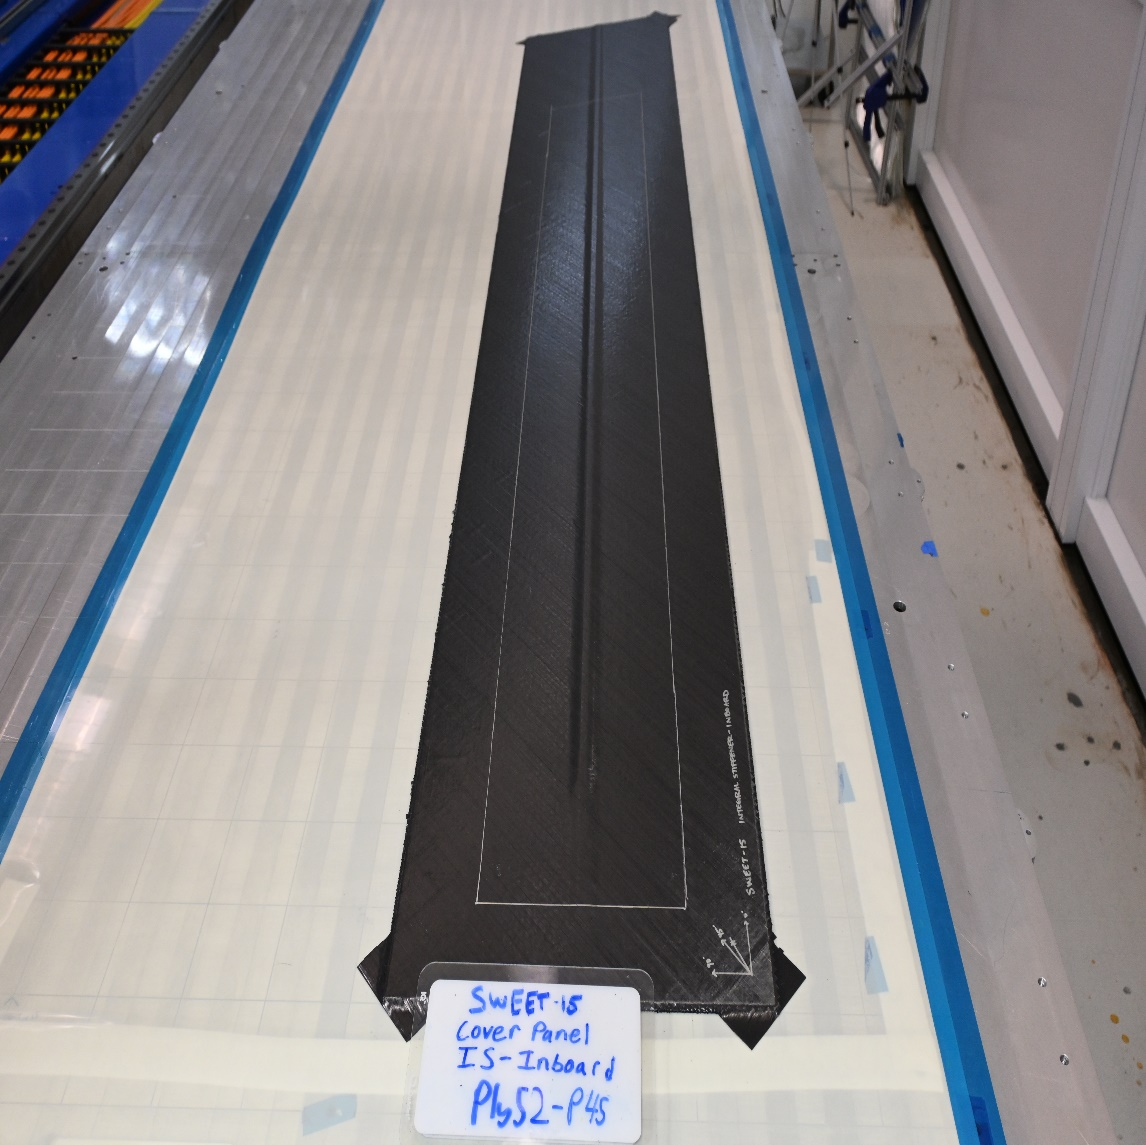 SWEET-15 INTEGRAL STIFFENER-INBOARD
SWEET-15
Cover Panel
IS-Inboard
Ply52-P45